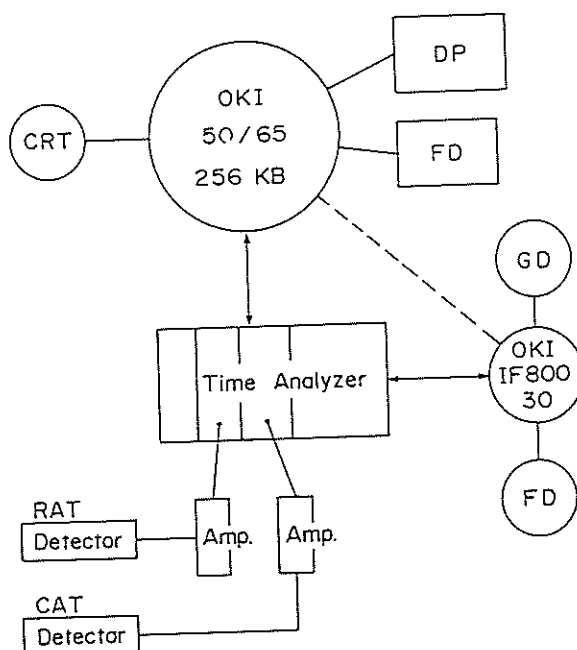 DP
OKI
50/65
256 KB
CRT
FD
GD
OKI
IF800
30
Time Analyzer
FD
RAT
Detector
Amp.
Amp.
CAT
Detector